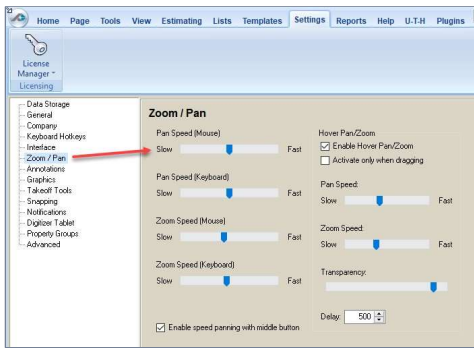 Home Page Tools View Estimating Lists Templates Settings Reports Help U-T-H Plugins
License
Manager
Licensing
Data Storage
General
Company
Keyboard Hotkeys
Interface
Zoom / Pan
Annotations
Graphics
Takeoff Tools
Snapping
Notifications
Digitizer Tablet
Property Groups
Advanced
Zoom / Pan
Pan Speed (Mouse)
Slow Fast
Pan Speed (Keyboard)
Slow Fast
Zoom Speed (Mouse)
Slow Fast
Zoom Speed (Keyboard)
Slow Fast
Enable speed panning with middle button
Hover Pan/Zoom
Enable Hover Pan/Zoom
Activate only when dragging
Pan Speed:
Slow Fast
Zoom Speed:
Slow Fast
Transparency:
Delay: 500